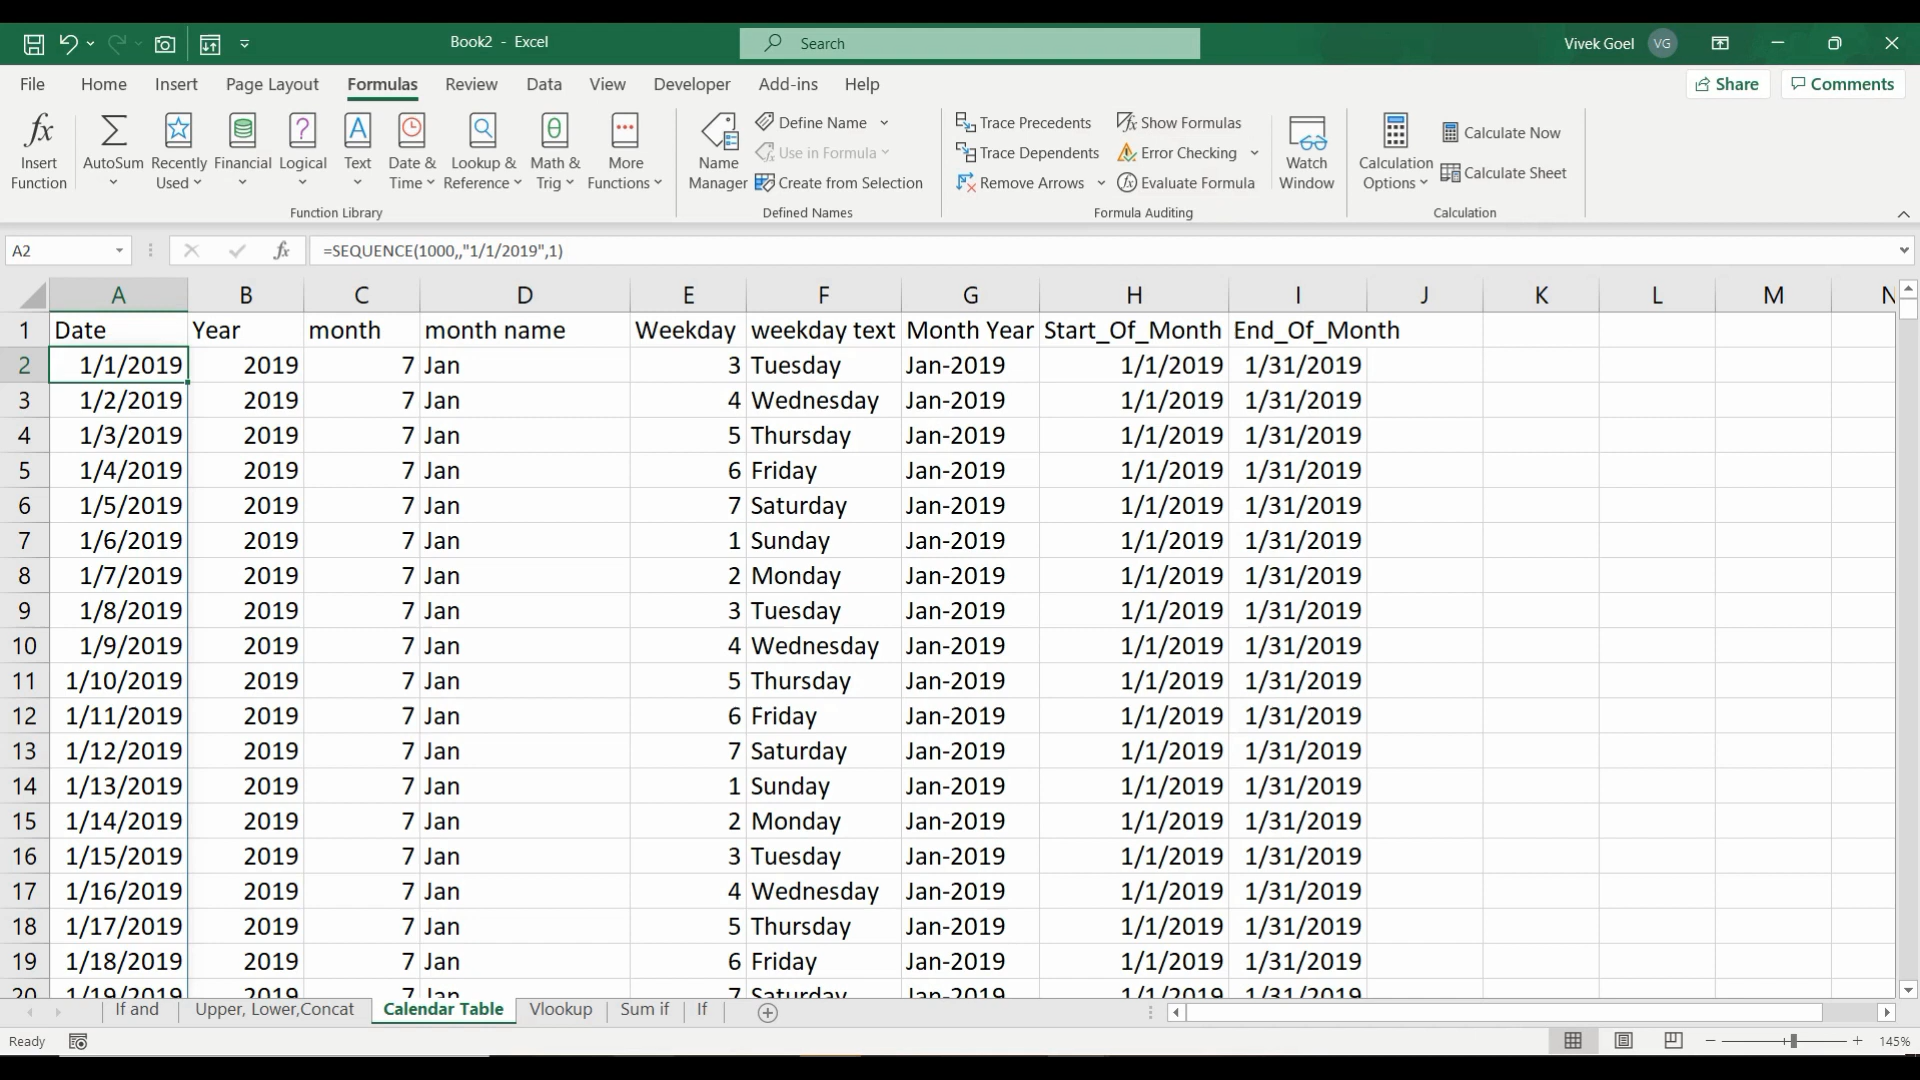 Book2 - Excel
Search
Vivek Goel VG
File Home Insert Page Layout Formulas Review Data View Developer Add-ins Help Share Comments
Insert Function
AutoSum
Recently Used
Financial
Logical
Text
Date & Time
Lookup & Reference
Math & Trig
More Functions
Function Library
Name Manager
Define Name
Use in Formula
Create from Selection
Defined Names
Trace Precedents
Trace Dependents
Remove Arrows
Show Formulas
Error Checking
Evaluate Formula
Formula Auditing
Watch Window
Calculation Options
Calculate Now
Calculate Sheet
Calculation
A2 fx =SEQUENCE(1000,,"1/1/2019",1)
A B C D E F G H I J K L M N
1 Date Year month month name Weekday weekday text Month Year Start_Of_Month End_Of_Month
2 1/1/2019 2019 7 Jan 3 Tuesday Jan-2019 1/1/2019 1/31/2019
3 1/2/2019 2019 7 Jan 4 Wednesday Jan-2019 1/1/2019 1/31/2019
4 1/3/2019 2019 7 Jan 5 Thursday Jan-2019 1/1/2019 1/31/2019
5 1/4/2019 2019 7 Jan 6 Friday Jan-2019 1/1/2019 1/31/2019
6 1/5/2019 2019 7 Jan 7 Saturday Jan-2019 1/1/2019 1/31/2019
7 1/6/2019 2019 7 Jan 1 Sunday Jan-2019 1/1/2019 1/31/2019
8 1/7/2019 2019 7 Jan 2 Monday Jan-2019 1/1/2019 1/31/2019
9 1/8/2019 2019 7 Jan 3 Tuesday Jan-2019 1/1/2019 1/31/2019
10 1/9/2019 2019 7 Jan 4 Wednesday Jan-2019 1/1/2019 1/31/2019
11 1/10/2019 2019 7 Jan 5 Thursday Jan-2019 1/1/2019 1/31/2019
12 1/11/2019 2019 7 Jan 6 Friday Jan-2019 1/1/2019 1/31/2019
13 1/12/2019 2019 7 Jan 7 Saturday Jan-2019 1/1/2019 1/31/2019
14 1/13/2019 2019 7 Jan 1 Sunday Jan-2019 1/1/2019 1/31/2019
15 1/14/2019 2019 7 Jan 2 Monday Jan-2019 1/1/2019 1/31/2019
16 1/15/2019 2019 7 Jan 3 Tuesday Jan-2019 1/1/2019 1/31/2019
17 1/16/2019 2019 7 Jan 4 Wednesday Jan-2019 1/1/2019 1/31/2019
18 1/17/2019 2019 7 Jan 5 Thursday Jan-2019 1/1/2019 1/31/2019
19 1/18/2019 2019 7 Jan 6 Friday Jan-2019 1/1/2019 1/31/2019
20 1/19/2019 2019 7 Jan 7 Saturday Jan-2019 1/1/2019 1/31/2019
If and Upper, Lower,Concat Calendar Table Vlookup Sum if If
Ready 145%